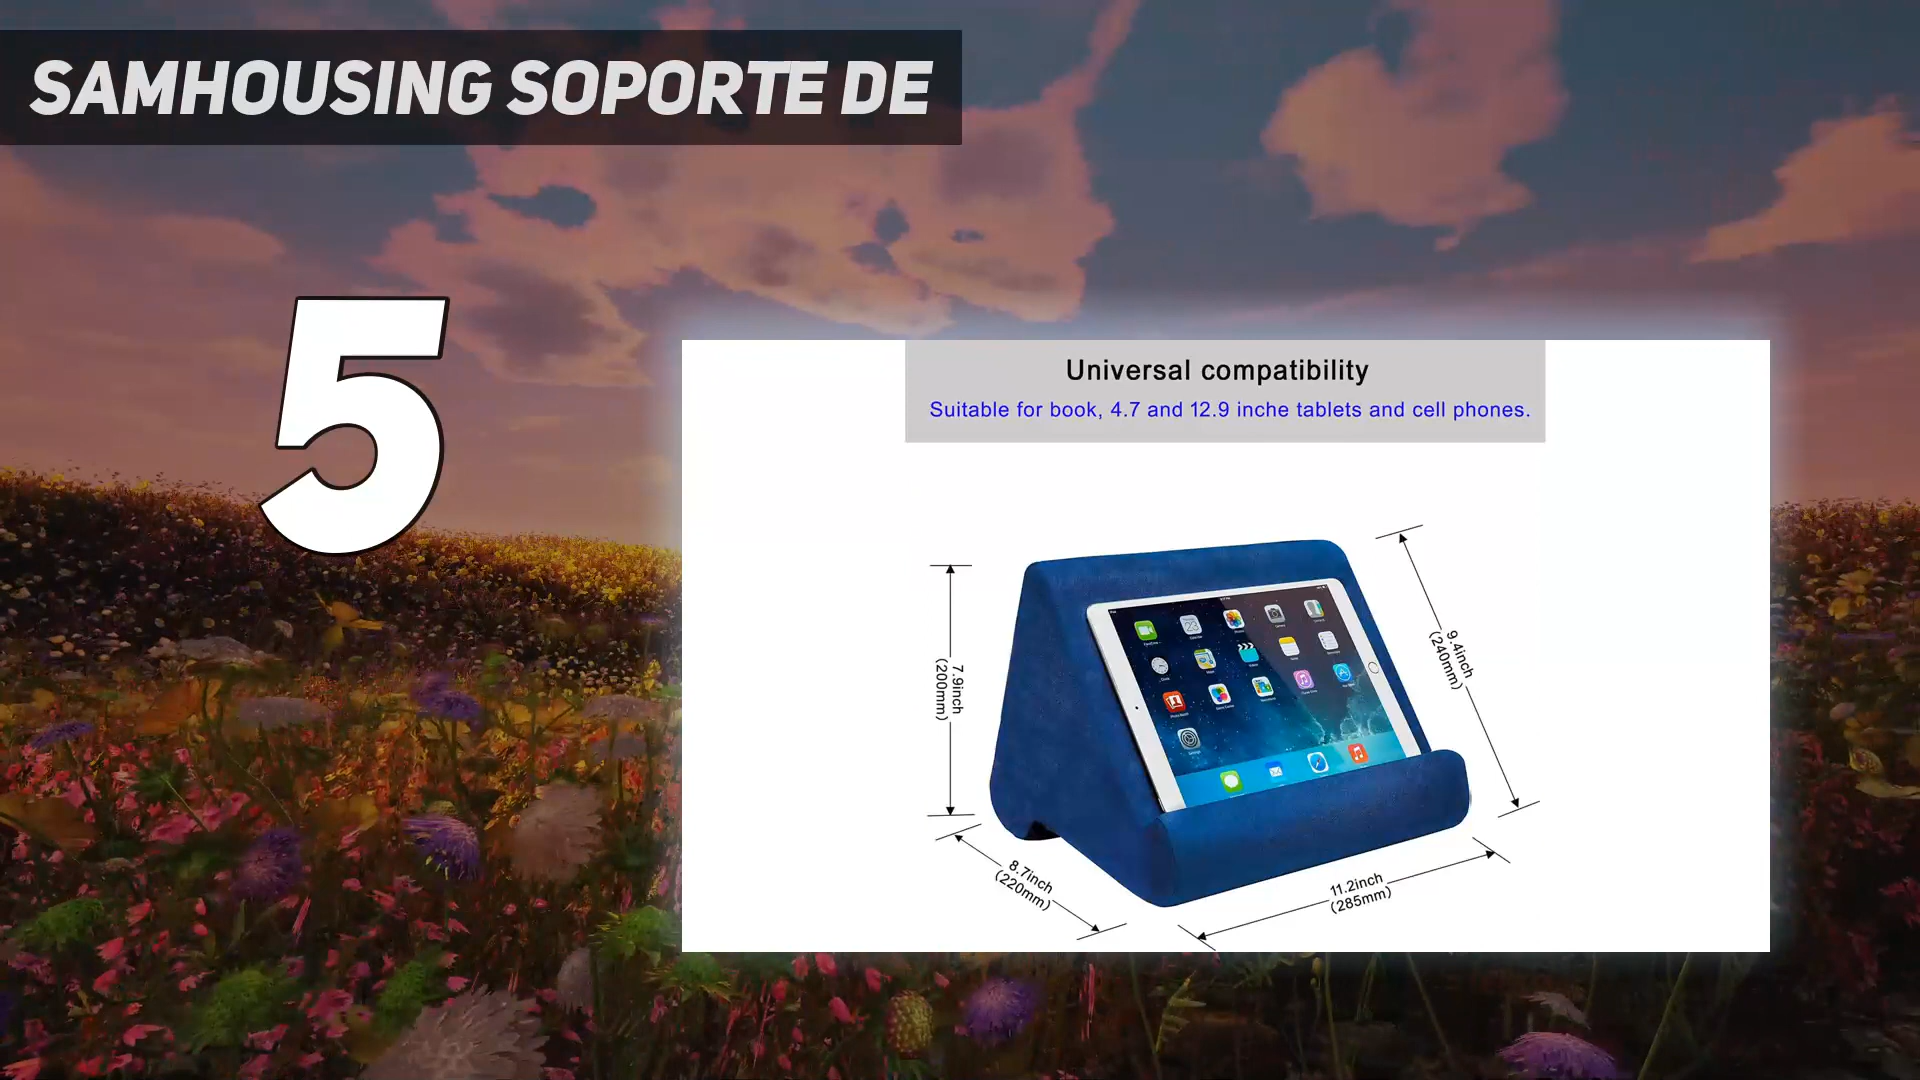 SAMHOUSING SOPORTE DE
5
Universal compatibility
Suitable for book, 4.7 and 12.9 inche tablets and cell phones.
7.9inch
(200mm)
9.4inch
(240mm)
8.7inch
(220mm)
11.2inch
(285mm)